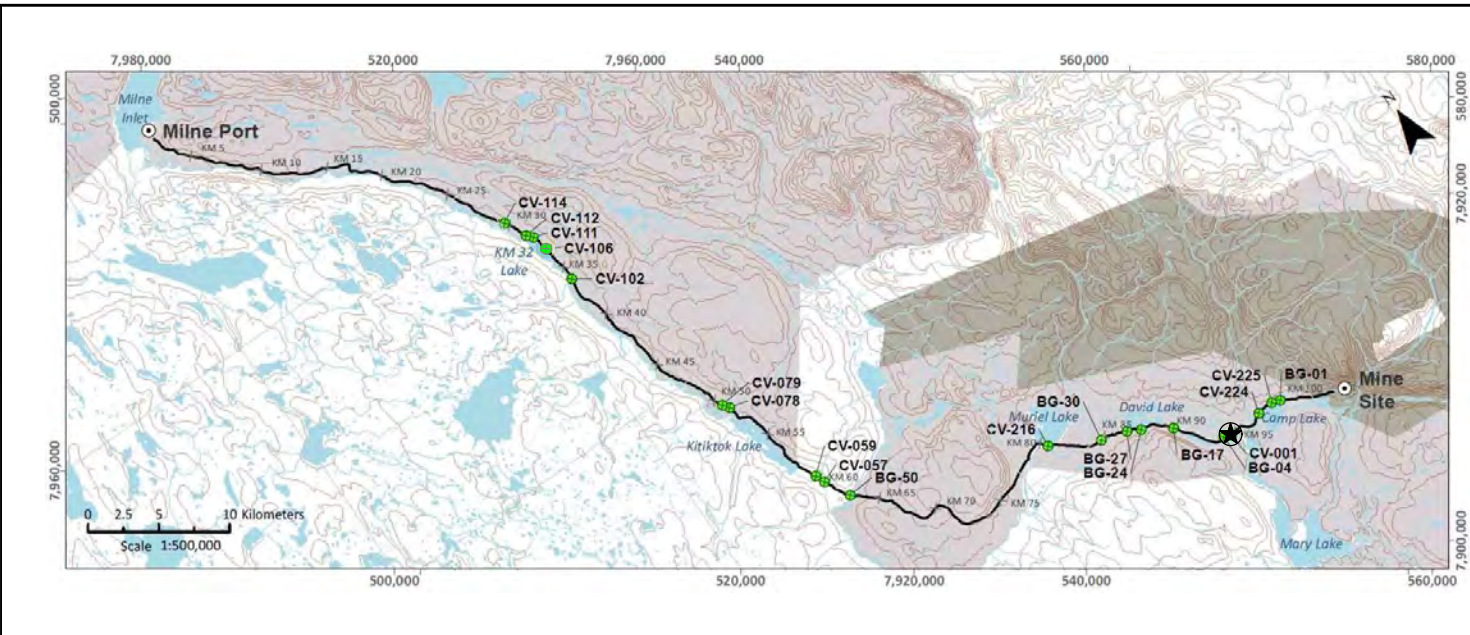 7,980,000
520,000
7,960,000
540,000
560,000
580,000
500,000
580,000
Milne
Inlet
Milne Port
KM 5
KM 10
KM 15
KM 20
KM 25
CV-114
KM 30
CV-112
CV-111
CV-106
KM 32
Lake
KM 35
CV-102
KM 40
KM 45
7,920,000
CV-079
KM 50
CV-078
Kitiktok Lake
KM 55
CV-059
CV-057
KM 60
BG-50
KM 65
KM 70
KM 75
CV-225
BG-01
CV-224
KM 100
Mine
Site
BG-30
David Lake
Muriel Lake
Camp Lake
CV-216
KM 80
KM 85
KM 90
KM 95
BG-27
BG-24
BG-17
CV-001
BG-04
Mary Lake
7,960,000
0 2.5 5 10 Kilometers
Scale 1:500,000
7,900,000
500,000
520,000
7,920,000
540,000
560,000
N